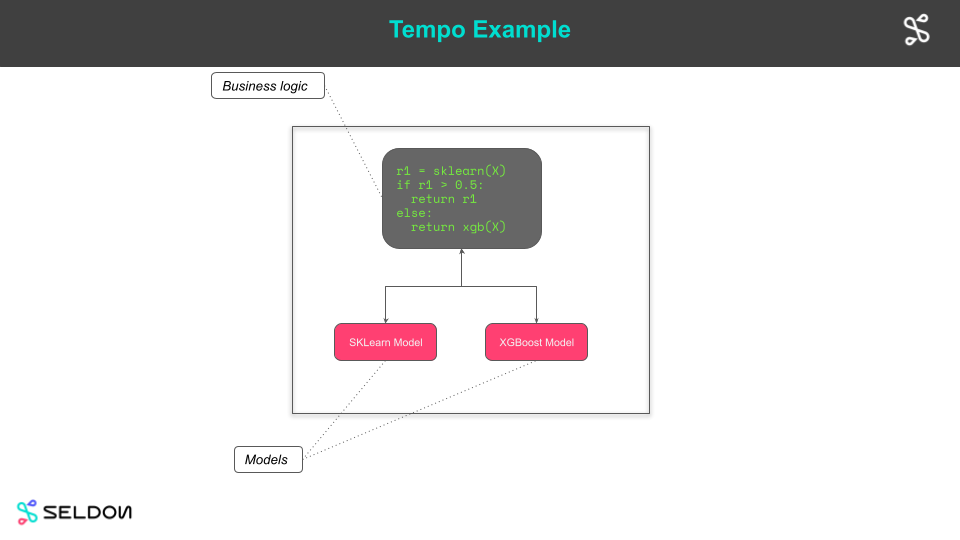 Tempo Example
Business logic
r1 = sklearn(X)
if r1 > 0.5:
  return r1
else:
  return xgb(X)
SKLearn Model
XGBoost Model
Models
SELDON